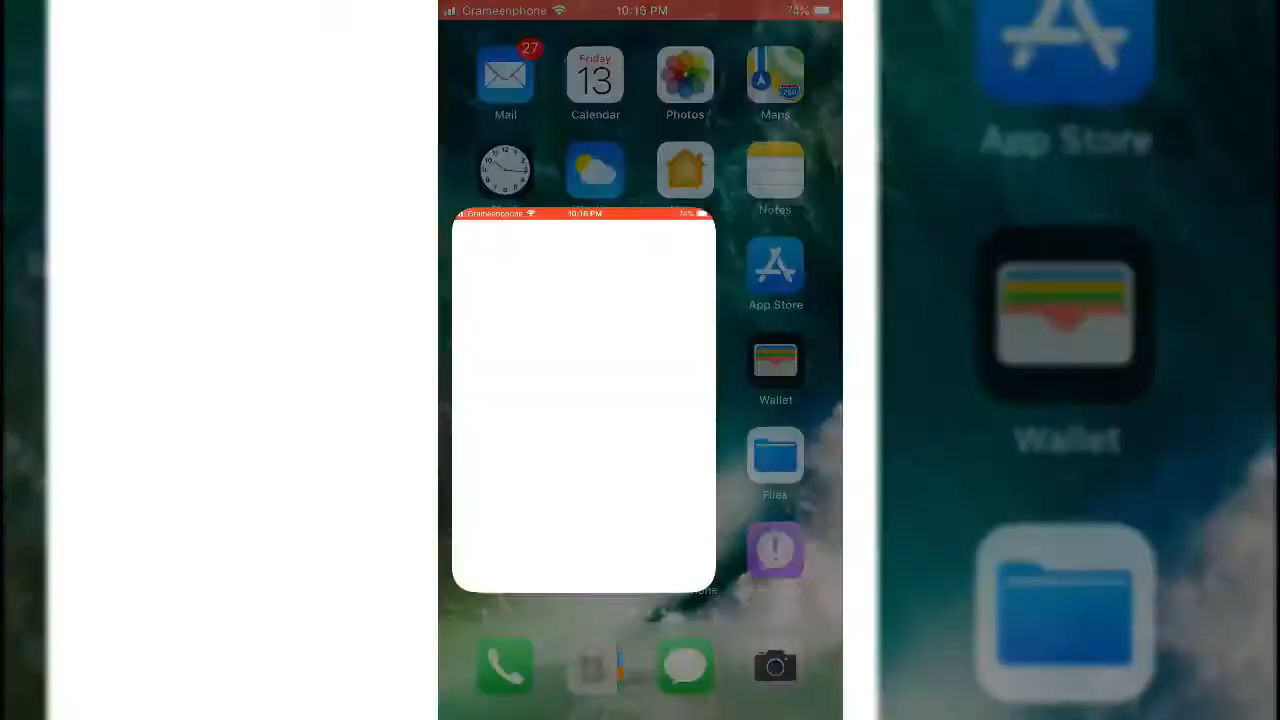 Grameenphone 10:16 PM 74%
27
Friday
13
Mail Calendar Photos Maps
280
Notes
Grameenphone 10:16 PM 74%
App Store
Wallet
Files
App Store
Wallet